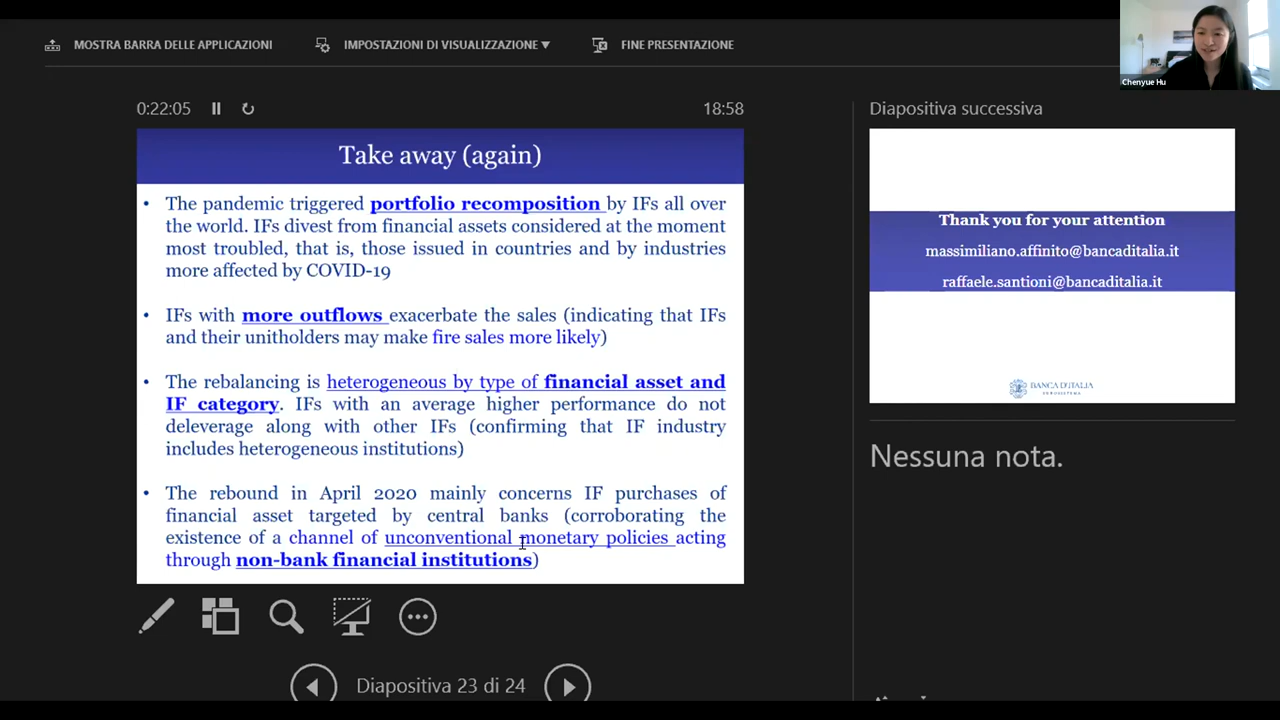 MOSTRA BARRA DELLE APPLICAZIONI
IMPOSTAZIONI DI VISUALIZZAZIONE ▼
FINE PRESENTAZIONE
Chenyue Hu
0:22:05
18:58
Take away (again)
• The pandemic triggered portfolio recomposition by IFs all over
the world. IFs divest from financial assets considered at the moment
most troubled, that is, those issued in countries and by industries
more affected by COVID-19
• IFs with more outflows exacerbate the sales (indicating that IFs
and their unitholders may make fire sales more likely)
• The rebalancing is heterogeneous by type of financial asset and
IF category. IFs with an average higher performance do not
deleverage along with other IFs (confirming that IF industry
includes heterogeneous institutions)
• The rebound in April 2020 mainly concerns IF purchases of
financial asset targeted by central banks (corroborating the
existence of a channel of unconventional monetary policies acting
through non-bank financial institutions)
Diapositiva 23 di 24
Diapositiva successiva
Thank you for your attention
massimiliano.affinito@bancaditalia.it
raffaele.santioni@bancaditalia.it
BANCA D'ITALIA
Nessuna nota.